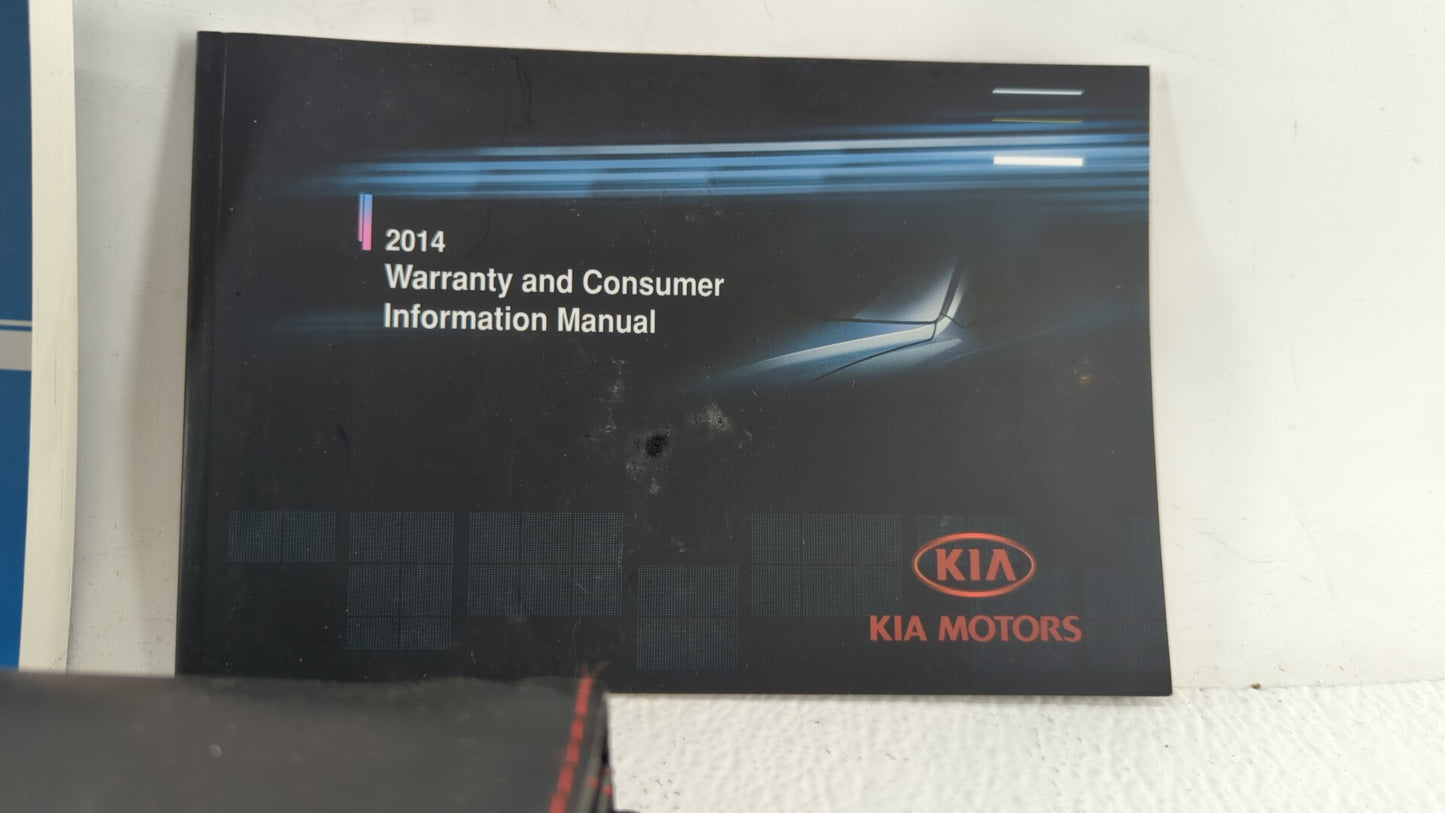 2014
Warranty and Consumer
Information Manual
KIA
KIA MOTORS